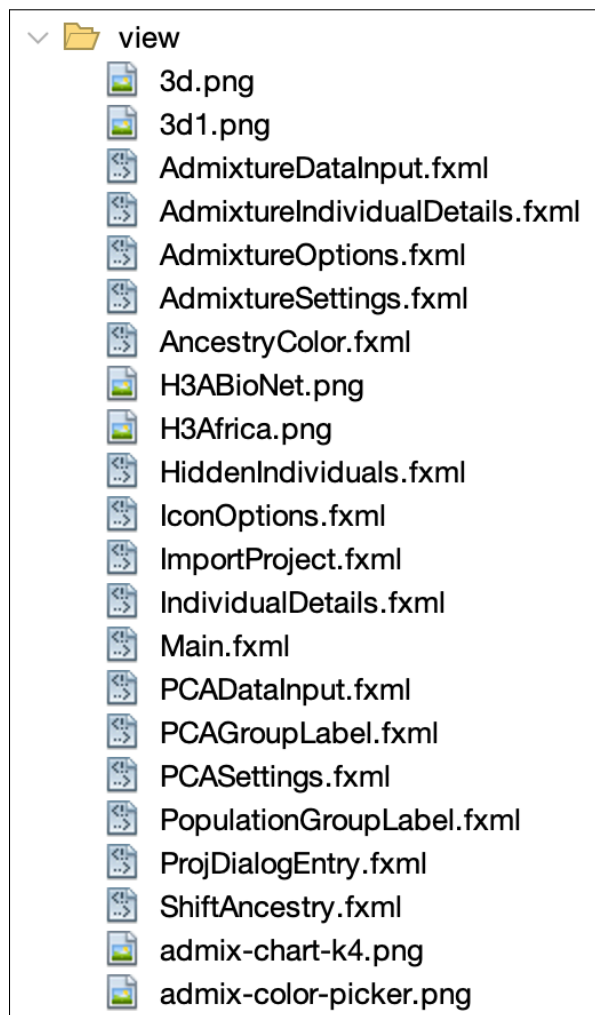 view
3d.png
3d1.png
AdmixtureDataInput.fxml
AdmixtureIndividualDetails.fxml
AdmixtureOptions.fxml
AdmixtureSettings.fxml
AncestryColor.fxml
H3ABioNet.png
H3Africa.png
HiddenIndividuals.fxml
IconOptions.fxml
ImportProject.fxml
IndividualDetails.fxml
Main.fxml
PCADataInput.fxml
PCAGroupLabel.fxml
PCASettings.fxml
PopulationGroupLabel.fxml
ProjDialogEntry.fxml
ShiftAncestry.fxml
admix-chart-k4.png
admix-color-picker.png